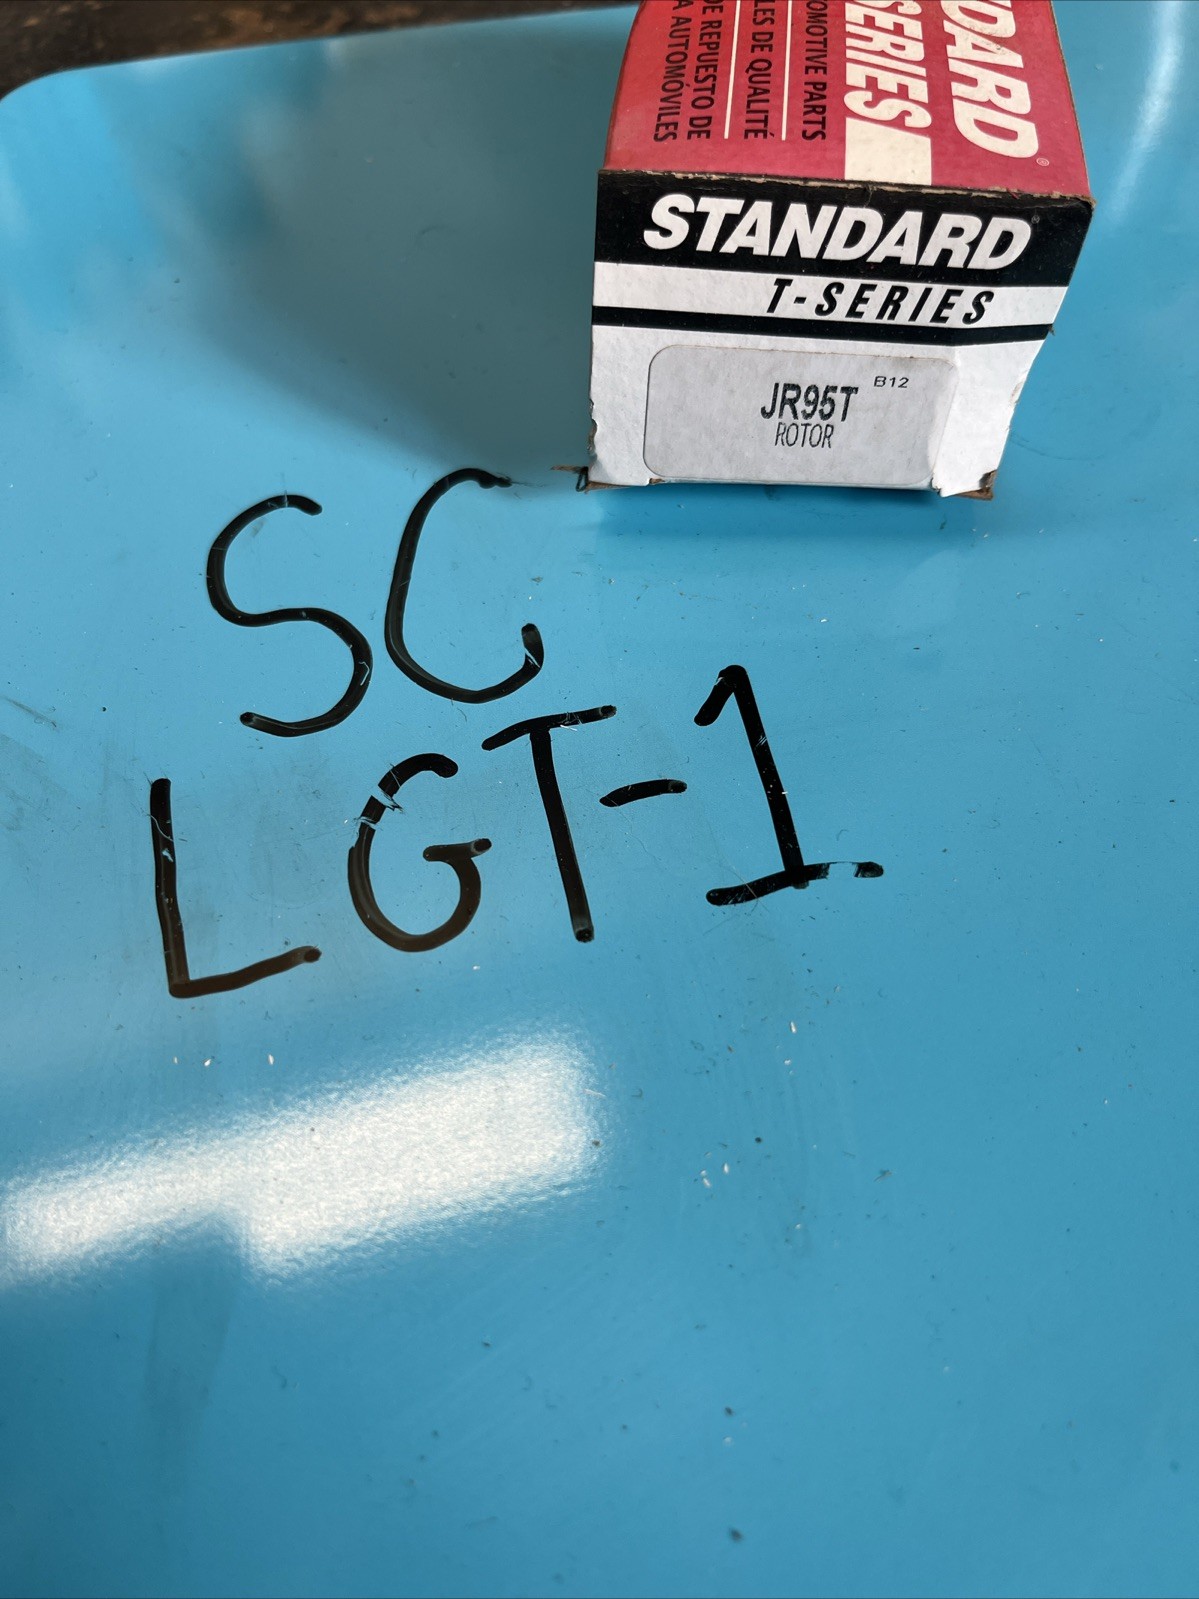 DARD®
SERIES
OMOTIVE PARTS
LES DE QUALITÉ
DE REPUESTO DE
A AUTOMÓVILES
STANDARD
T-SERIES
B12
JR95T
ROTOR
SC
LGT-1